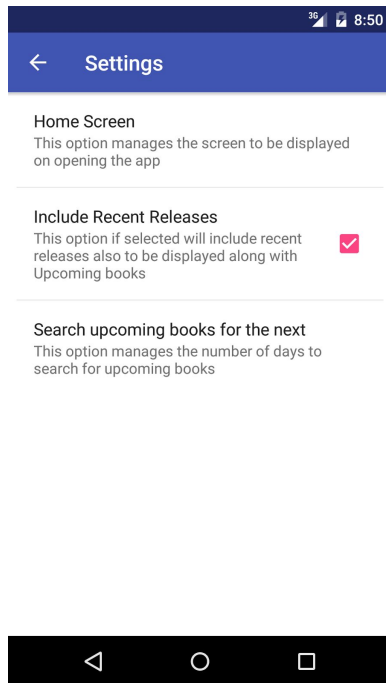 3G 8:50
Settings
Home Screen
This option manages the screen to be displayed
on opening the app
Include Recent Releases
This option if selected will include recent
releases also to be displayed along with
Upcoming books
Search upcoming books for the next
This option manages the number of days to
search for upcoming books